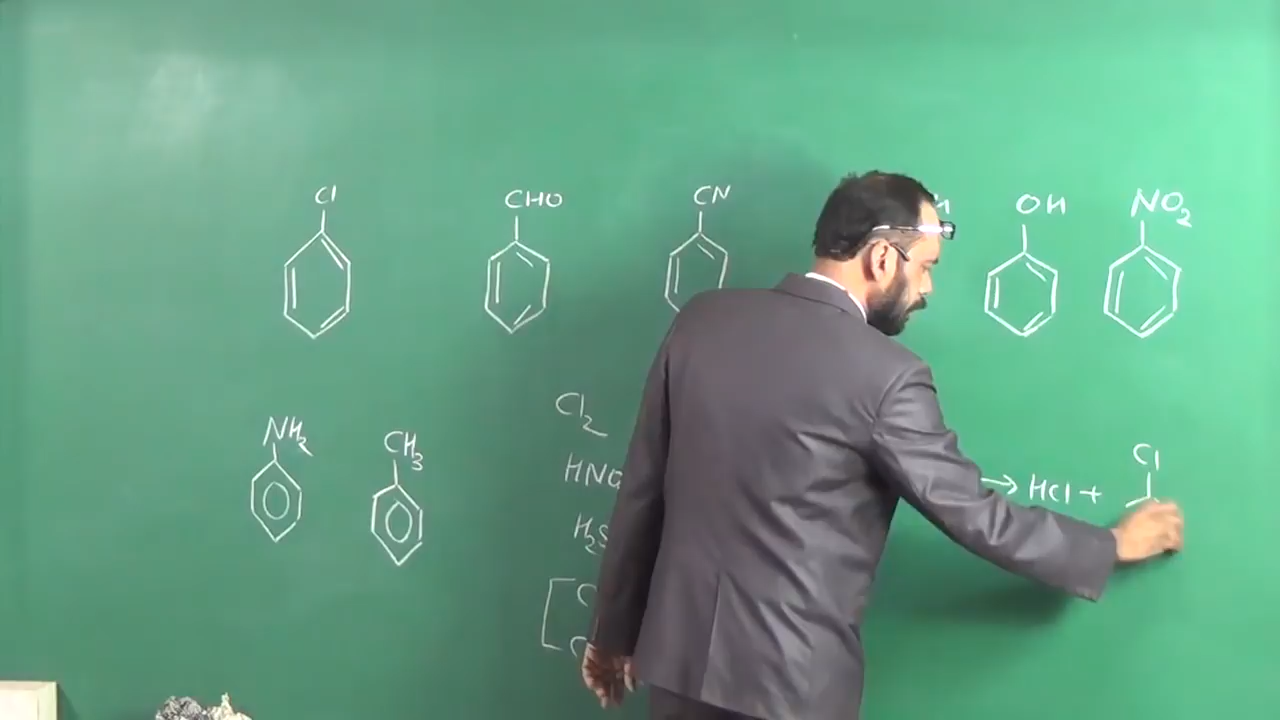 Cl CHO CN OH NO2
NH2 CH3 Cl2 Cl
HNO → HCl +
H2S